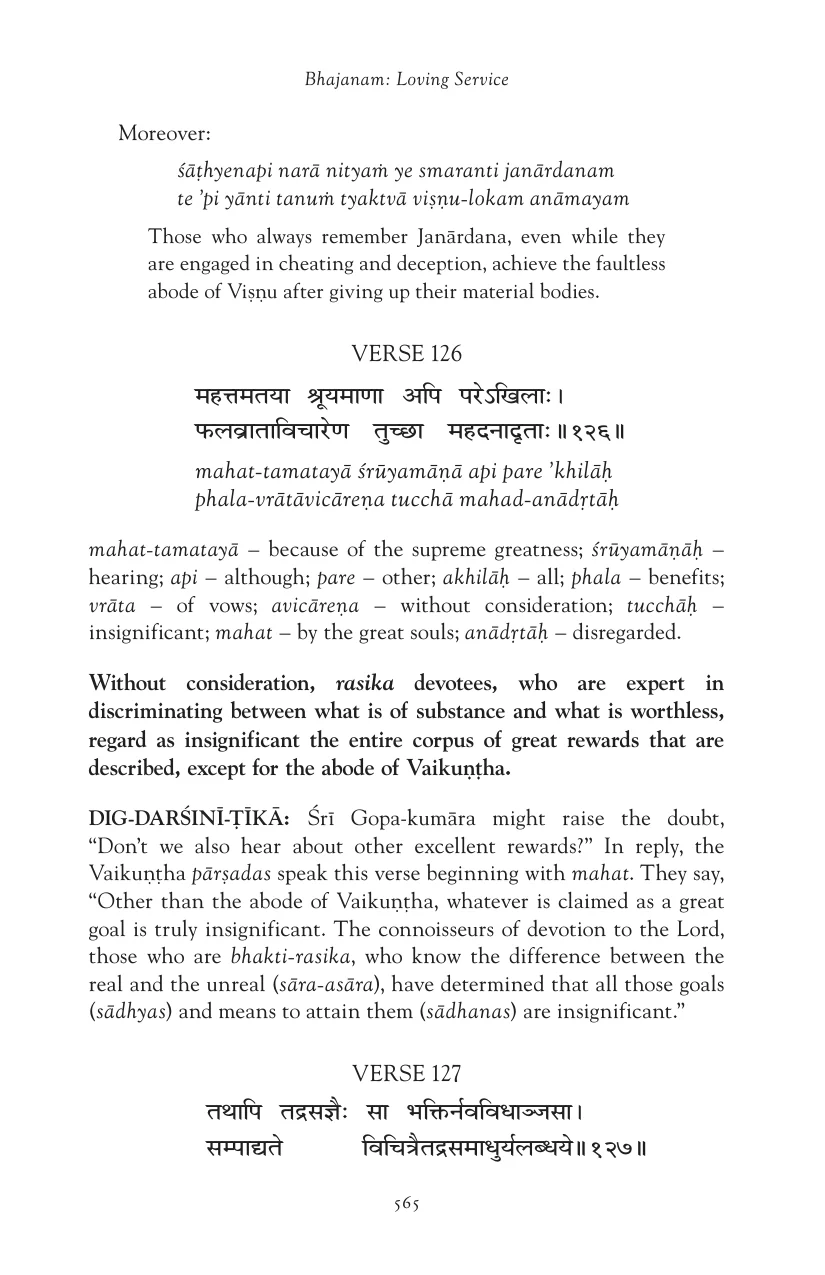 Bhajanam: Loving Service
Moreover:
śāṭhyenapi narā nityaṁ ye smaranti janārdanam
te ’pi yānti tanuṁ tyaktvā viṣṇu-lokam anāmayam
Those who always remember Janārdana, even while they
are engaged in cheating and deception, achieve the faultless
abode of Viṣṇu after giving up their material bodies.
VERSE 126
महत्तमतया श्रूयमाणा अपि परेऽखिलाः।
फलव्राताविचारेण तुच्छा महदनादृताः॥१२६॥
mahat-tamatayā śrūyamāṇā api pare ’khilāḥ
phala-vrātāvicāreṇa tucchā mahad-anādṛtāḥ
mahat-tamatayā – because of the supreme greatness; śrūyamāṇāḥ –
hearing; api – although; pare – other; akhilāḥ – all; phala – benefits;
vrāta – of vows; avicāreṇa – without consideration; tucchāḥ –
insignificant; mahat – by the great souls; anādṛtāḥ – disregarded.
Without consideration, rasika devotees, who are expert in
discriminating between what is of substance and what is worthless,
regard as insignificant the entire corpus of great rewards that are
described, except for the abode of Vaikuṇṭha.
DIG-DARŚINĪ-ṬĪKĀ: Śrī Gopa-kumāra might raise the doubt,
“Don’t we also hear about other excellent rewards?” In reply, the
Vaikuṇṭha pārṣadas speak this verse beginning with mahat. They say,
“Other than the abode of Vaikuṇṭha, whatever is claimed as a great
goal is truly insignificant. The connoisseurs of devotion to the Lord,
those who are bhakti-rasika, who know the difference between the
real and the unreal (sāra-asāra), have determined that all those goals
(sādhyas) and means to attain them (sādhanas) are insignificant.”
VERSE 127
तथापि तद्रसज्ञैः सा भक्तिर्नवविधाञ्जसा।
सम्पाद्यते विचित्रैतद्रसमाधुर्यलब्धये॥१२७॥
565